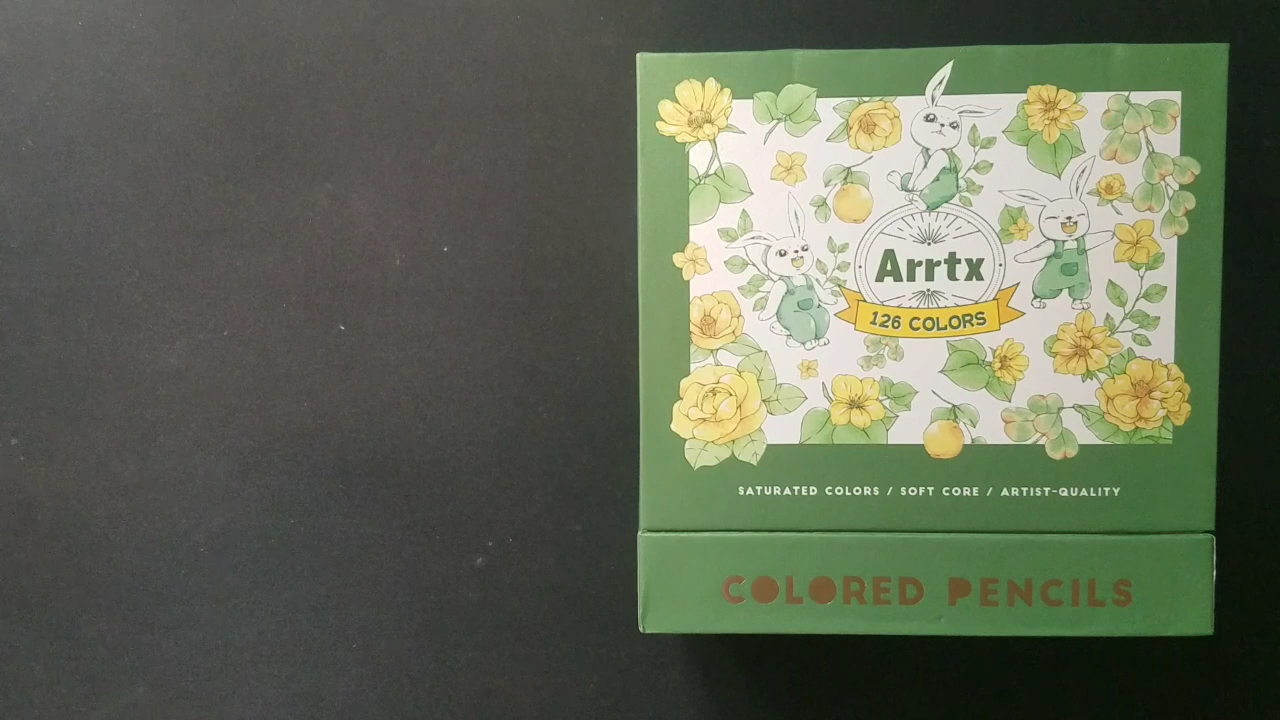 Arrtx
126 COLORS
SATURATED COLORS / SOFT CORE / ARTIST-QUALITY
COLORED PENCILS